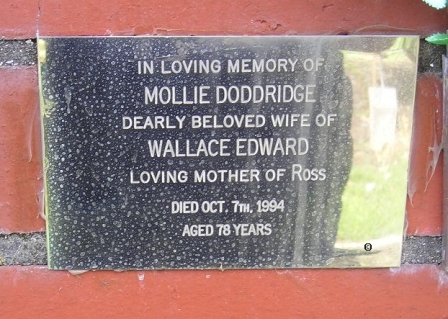 IN LOVING MEMORY OF
MOLLIE DODDRIDGE
DEARLY BELOVED WIFE OF
WALLACE EDWARD
LOVING MOTHER OF ROSS
DIED OCT. 7TH, 1994
AGED 78 YEARS